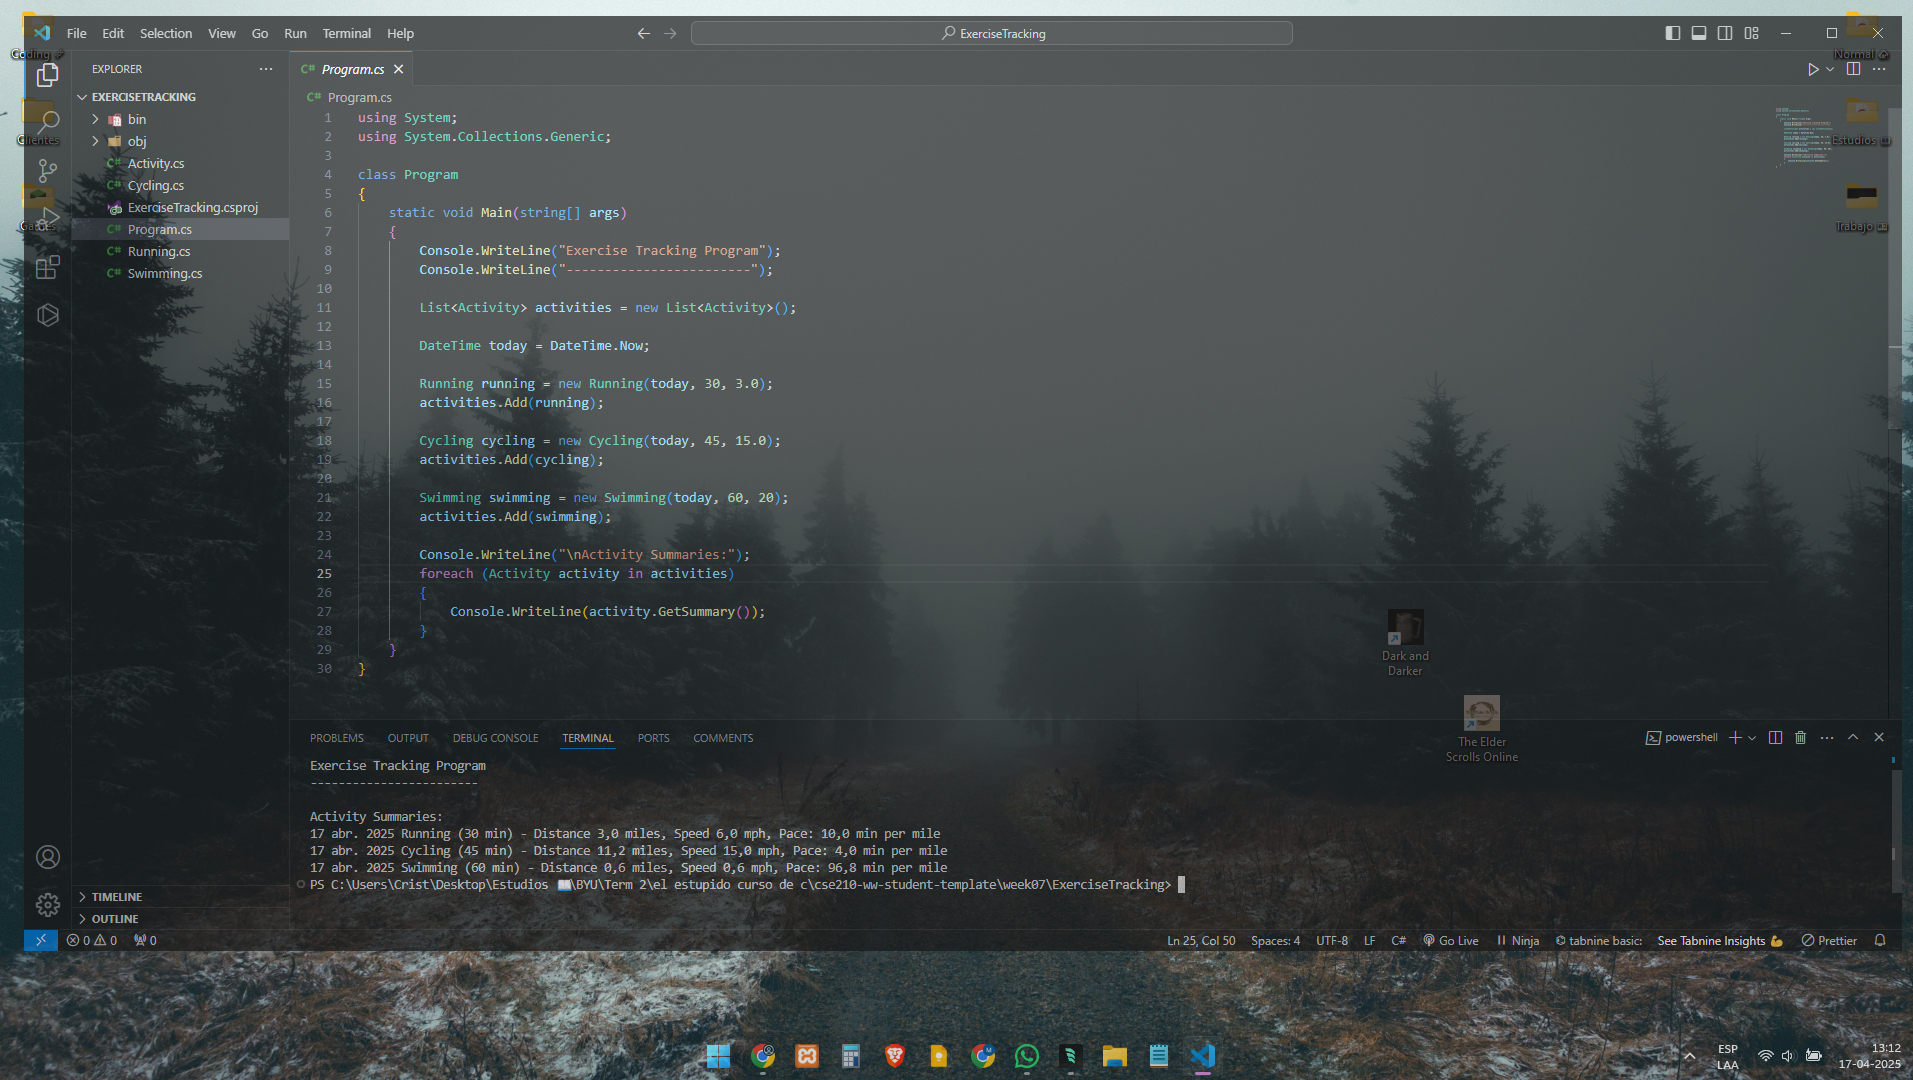 File Edit Selection View Go Run Terminal Help
ExerciseTracking
Coding
Normal
EXPLORER
Program.cs
EXERCISETRACKING
Program.cs
bin
obj
Activity.cs
Cycling.cs
ExerciseTracking.csproj
Program.cs
Running.cs
Swimming.cs
Clientes
Games
Estudios
Trabajo
1 using System;
2 using System.Collections.Generic;
3
4 class Program
5 {
6 static void Main(string[] args)
7 {
8 Console.WriteLine("Exercise Tracking Program");
9 Console.WriteLine("------------------------");
10
11 List<Activity> activities = new List<Activity>();
12
13 DateTime today = DateTime.Now;
14
15 Running running = new Running(today, 30, 3.0);
16 activities.Add(running);
17
18 Cycling cycling = new Cycling(today, 45, 15.0);
19 activities.Add(cycling);
20
21 Swimming swimming = new Swimming(today, 60, 20);
22 activities.Add(swimming);
23
24 Console.WriteLine("\nActivity Summaries:");
25 foreach (Activity activity in activities)
26 {
27 Console.WriteLine(activity.GetSummary());
28 }
29 }
30 }
Dark and
Darker
The Elder
Scrolls Online
PROBLEMS OUTPUT DEBUG CONSOLE TERMINAL PORTS COMMENTS
powershell
Exercise Tracking Program
------------------------
Activity Summaries:
17 abr. 2025 Running (30 min) - Distance 3,0 miles, Speed 6,0 mph, Pace: 10,0 min per mile
17 abr. 2025 Cycling (45 min) - Distance 11,2 miles, Speed 15,0 mph, Pace: 4,0 min per mile
17 abr. 2025 Swimming (60 min) - Distance 0,6 miles, Speed 0,6 mph, Pace: 96,8 min per mile
PS C:\Users\Crist\Desktop\Estudios 📖\BYU\Term 2\el estupido curso de c\cse210-ww-student-template\week07\ExerciseTracking>
TIMELINE
OUTLINE
0 0 0
Ln 25, Col 50 Spaces: 4 UTF-8 LF C# Go Live Ninja tabnine basic: See Tabnine Insights 💪 Prettier
ESP
LAA
13:12
17-04-2025